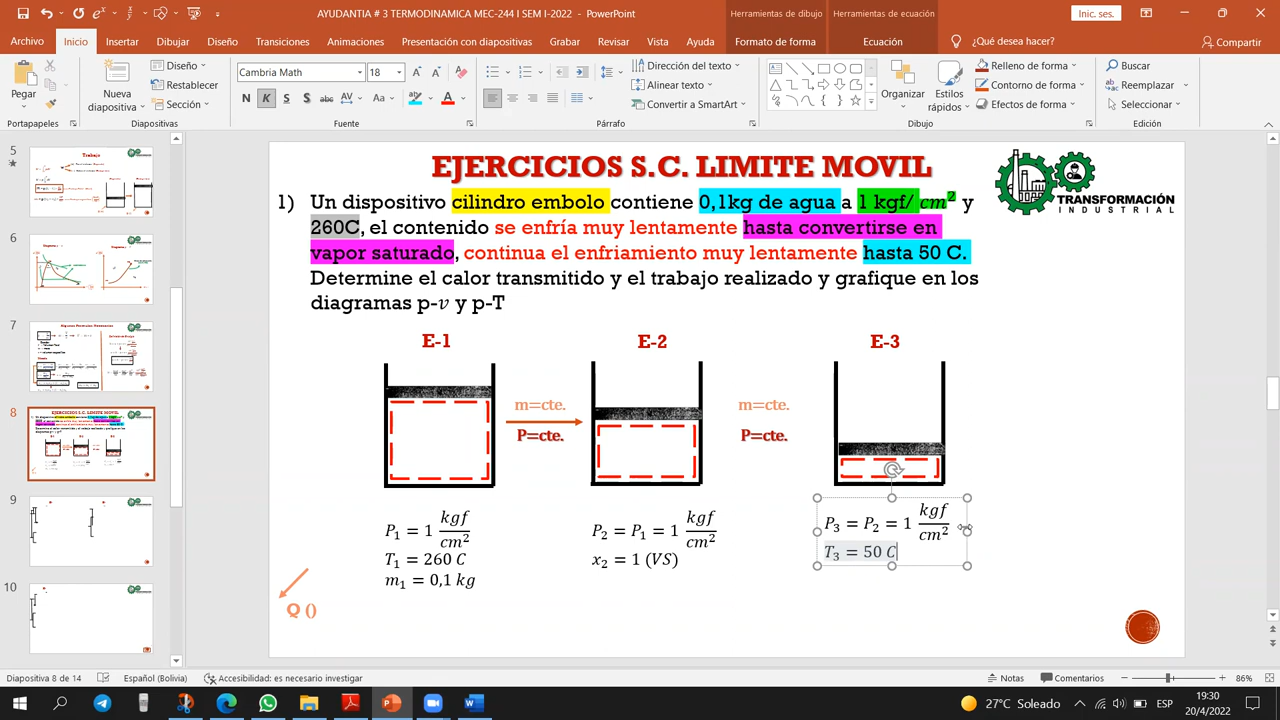 AYUDANTIA # 3 TERMODINAMICA MEC-244 I SEM I-2022 - PowerPoint
Herramientas de dibujo
Herramientas de ecuación
Inic. ses.
Archivo Inicio Insertar Dibujar Diseño Transiciones Animaciones Presentación con diapositivas Grabar Revisar Vista Ayuda Formato de forma Ecuación ¿Qué desea hacer? Compartir
Pegar
Nueva diapositiva
Diseño
Restablecer
Sección
Cambria Math 18
N K S S abc AV Aa
Dirección del texto
Alinear texto
Convertir a SmartArt
Organizar
Estilos rápidos
Relleno de forma
Contorno de forma
Efectos de forma
Buscar
Reemplazar
Seleccionar
Portapapeles Diapositivas Fuente Párrafo Dibujo Edición
5
7
8
9
10
Trabajo
EJERCICIOS S.C. LIMITE MOVIL
TRANSFORMACIÓN
INDUSTRIAL
1) Un dispositivo cilindro embolo contiene 0,1kg de agua a 1 kgf/ cm² y
260C, el contenido se enfría muy lentamente hasta convertirse en
vapor saturado, continua el enfriamiento muy lentamente hasta 50 C.
Determine el calor transmitido y el trabajo realizado y grafique en los
diagramas p-v y p-T
E-1 E-2 E-3
m=cte. m=cte.
P=cte. P=cte.
P₁ = 1 kgf/cm²
T₁ = 260 C
m₁ = 0,1 kg
P₂ = P₁ = 1 kgf/cm²
x₂ = 1 (VS)
P₃ = P₂ = 1 kgf/cm²
T₃ = 50 C
Q ()
Diapositiva 8 de 14 Español (Bolivia) Accesibilidad: es necesario investigar Notas Comentarios 86%
27°C Soleado ESP 19:30
20/4/2022